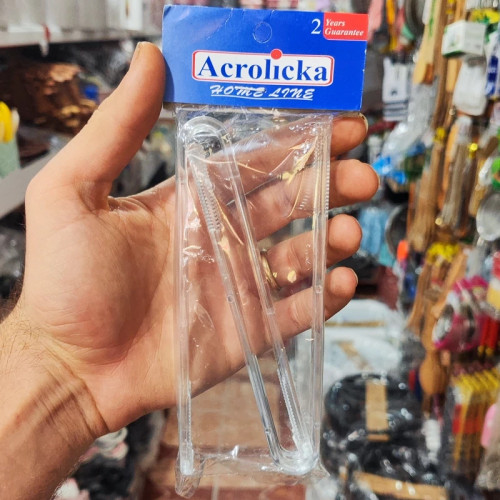 2 Years
Guarantee
Acrolicka
HOME LINE